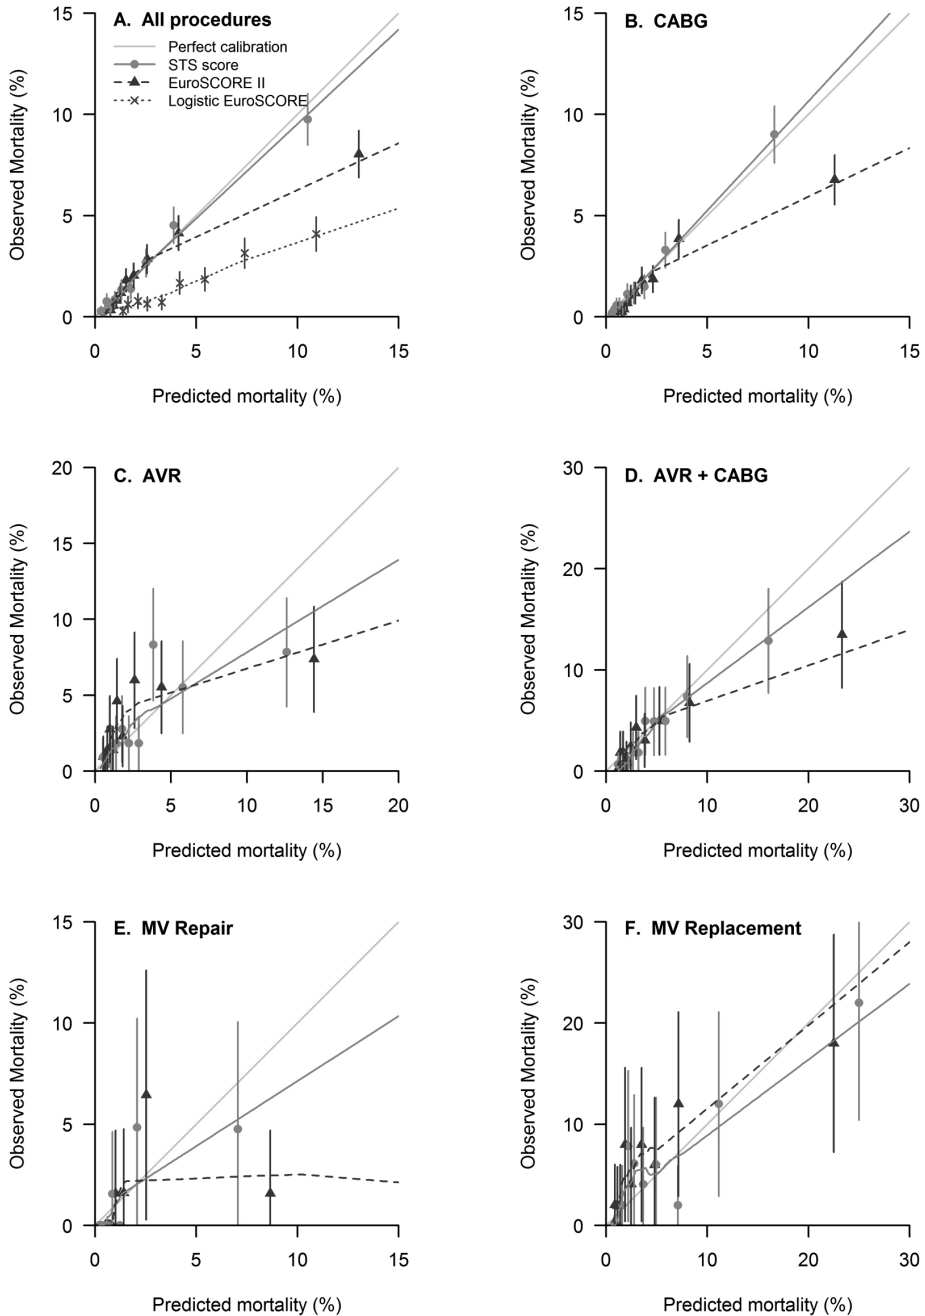 A. All procedures
Perfect calibration
STS score
EuroSCORE II
Logistic EuroSCORE
Observed Mortality (%)
15
10
5
0
0 5 10 15
Predicted mortality (%)
B. CABG
Observed Mortality (%)
15
10
5
0
0 5 10 15
Predicted mortality (%)
C. AVR
Observed Mortality (%)
20
15
10
5
0
0 5 10 15 20
Predicted mortality (%)
D. AVR + CABG
Observed Mortality (%)
30
20
10
0
0 10 20 30
Predicted mortality (%)
E. MV Repair
Observed Mortality (%)
15
10
5
0
0 5 10 15
Predicted mortality (%)
F. MV Replacement
Observed Mortality (%)
30
20
10
0
0 10 20 30
Predicted mortality (%)